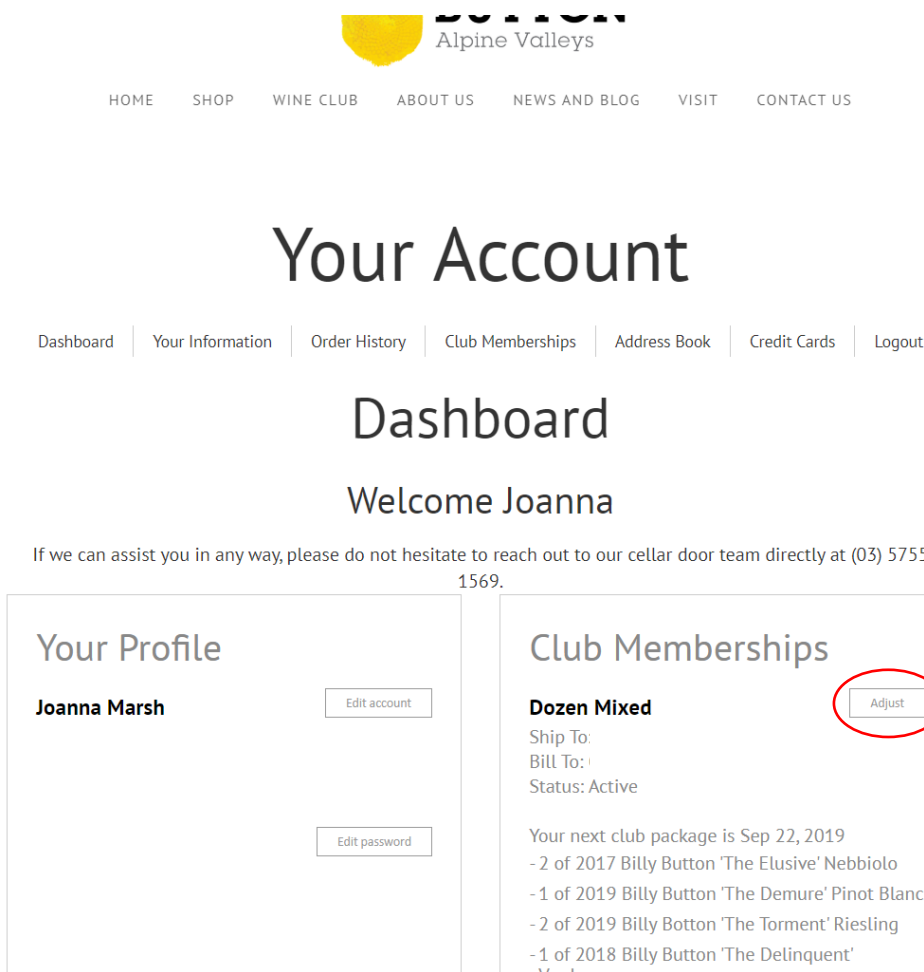 BUTTON
Alpine Valleys
HOME SHOP WINE CLUB ABOUT US NEWS AND BLOG VISIT CONTACT US
Your Account
Dashboard Your Information Order History Club Memberships Address Book Credit Cards Logout
Dashboard
Welcome Joanna
If we can assist you in any way, please do not hesitate to reach out to our cellar door team directly at (03) 5755
1569.
Your Profile
Joanna Marsh Edit account
Edit password
Club Memberships
Dozen Mixed Adjust
Ship To:
Bill To:
Status: Active
Your next club package is Sep 22, 2019
- 2 of 2017 Billy Button 'The Elusive' Nebbiolo
- 1 of 2019 Billy Button 'The Demure' Pinot Blanc
- 2 of 2019 Billy Botton 'The Torment' Riesling
- 1 of 2018 Billy Button 'The Delinquent'